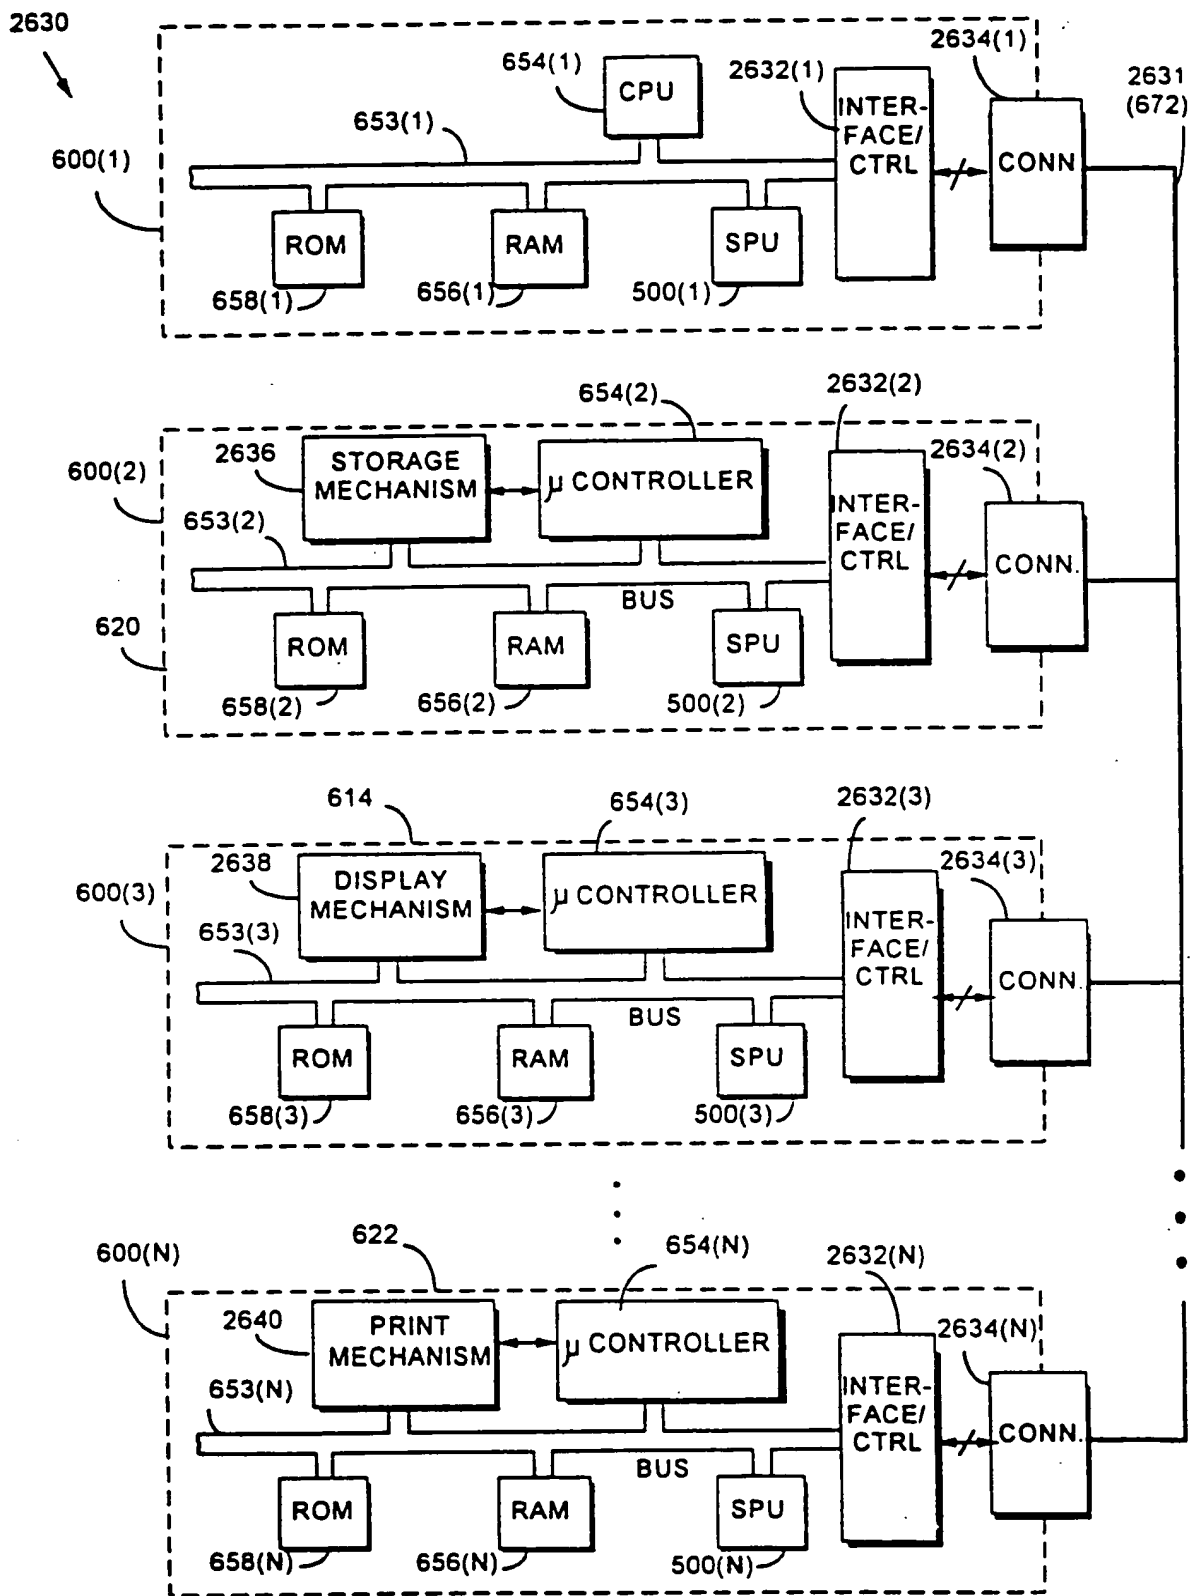 2630
2634(1)
654(1)
2632(1)
2631
(672)
CPU
INTER-
FACE/
CTRL
653(1)
600(1)
CONN.
ROM
RAM
SPU
658(1)
656(1)
500(1)
2632(2)
654(2)
2634(2)
600(2)
2636
STORAGE
MECHANISM
μ CONTROLLER
INTER-
FACE/
CTRL
653(2)
CONN.
BUS
620
ROM
RAM
SPU
658(2)
656(2)
500(2)
614
654(3)
2632(3)
2634(3)
600(3)
2638
DISPLAY
MECHANISM
μ CONTROLLER
INTER-
FACE/
CTRL
653(3)
CONN.
BUS
ROM
RAM
SPU
658(3)
656(3)
500(3)
622
654(N)
2632(N)
600(N)
2634(N)
2640
PRINT
MECHANISM
μ CONTROLLER
INTER-
FACE/
CTRL
653(N)
CONN.
BUS
ROM
RAM
SPU
658(N)
656(N)
500(N)